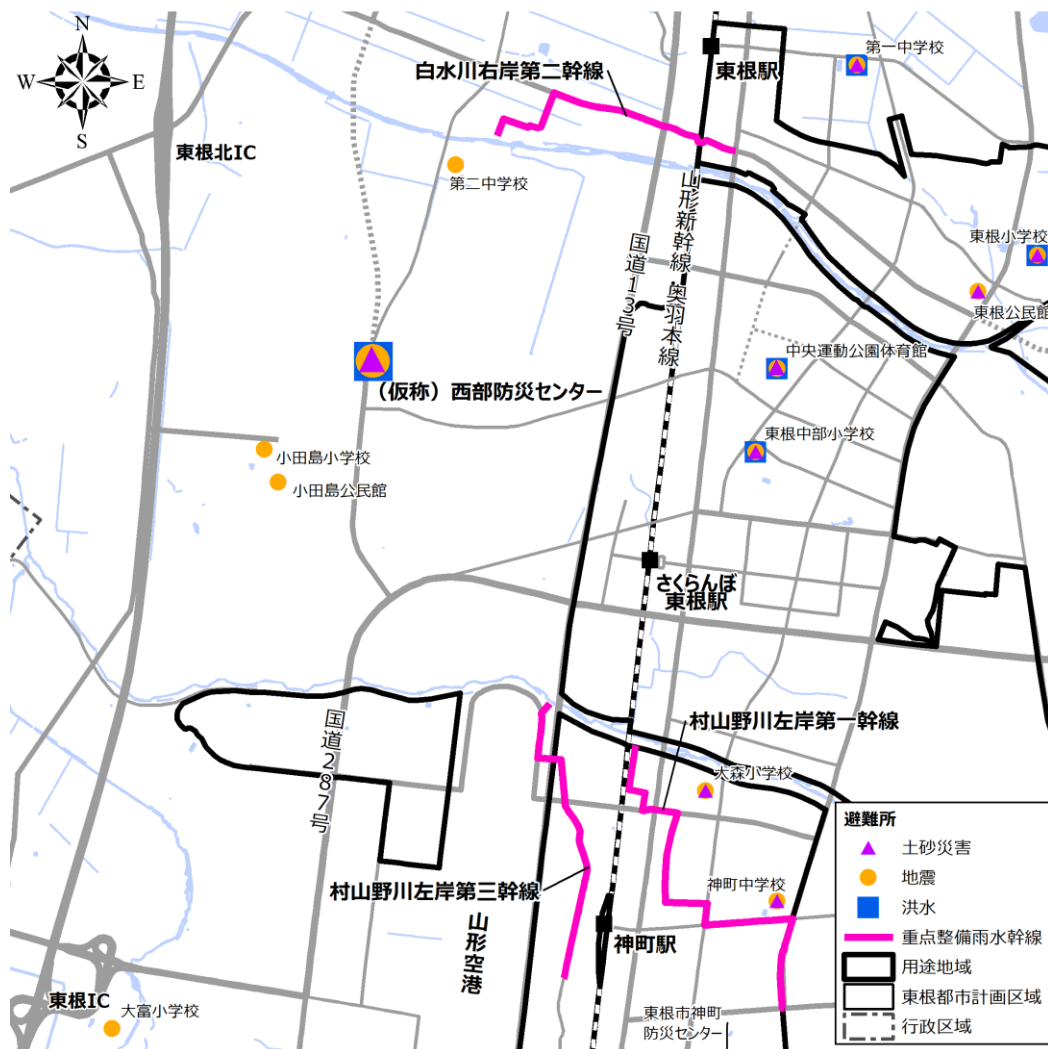 N
W
E
S
第一中学校
東根駅
白水川右岸第二幹線
東根北IC
第二中学校
山形新幹線 奥羽本線
国道13号
東根小学校
東根公民館
中央運動公園体育館
(仮称)西部防災センター
東根中部小学校
小田島小学校
小田島公民館
さくらんぼ
東根駅
国道287号
村山野川左岸第一幹線
大森小学校
村山野川左岸第三幹線
神町中学校
山形空港
神町駅
東根IC
大富小学校
東根市神町
防災センター
避難所
土砂災害
地震
洪水
重点整備雨水幹線
用途地域
東根都市計画区域
行政区域